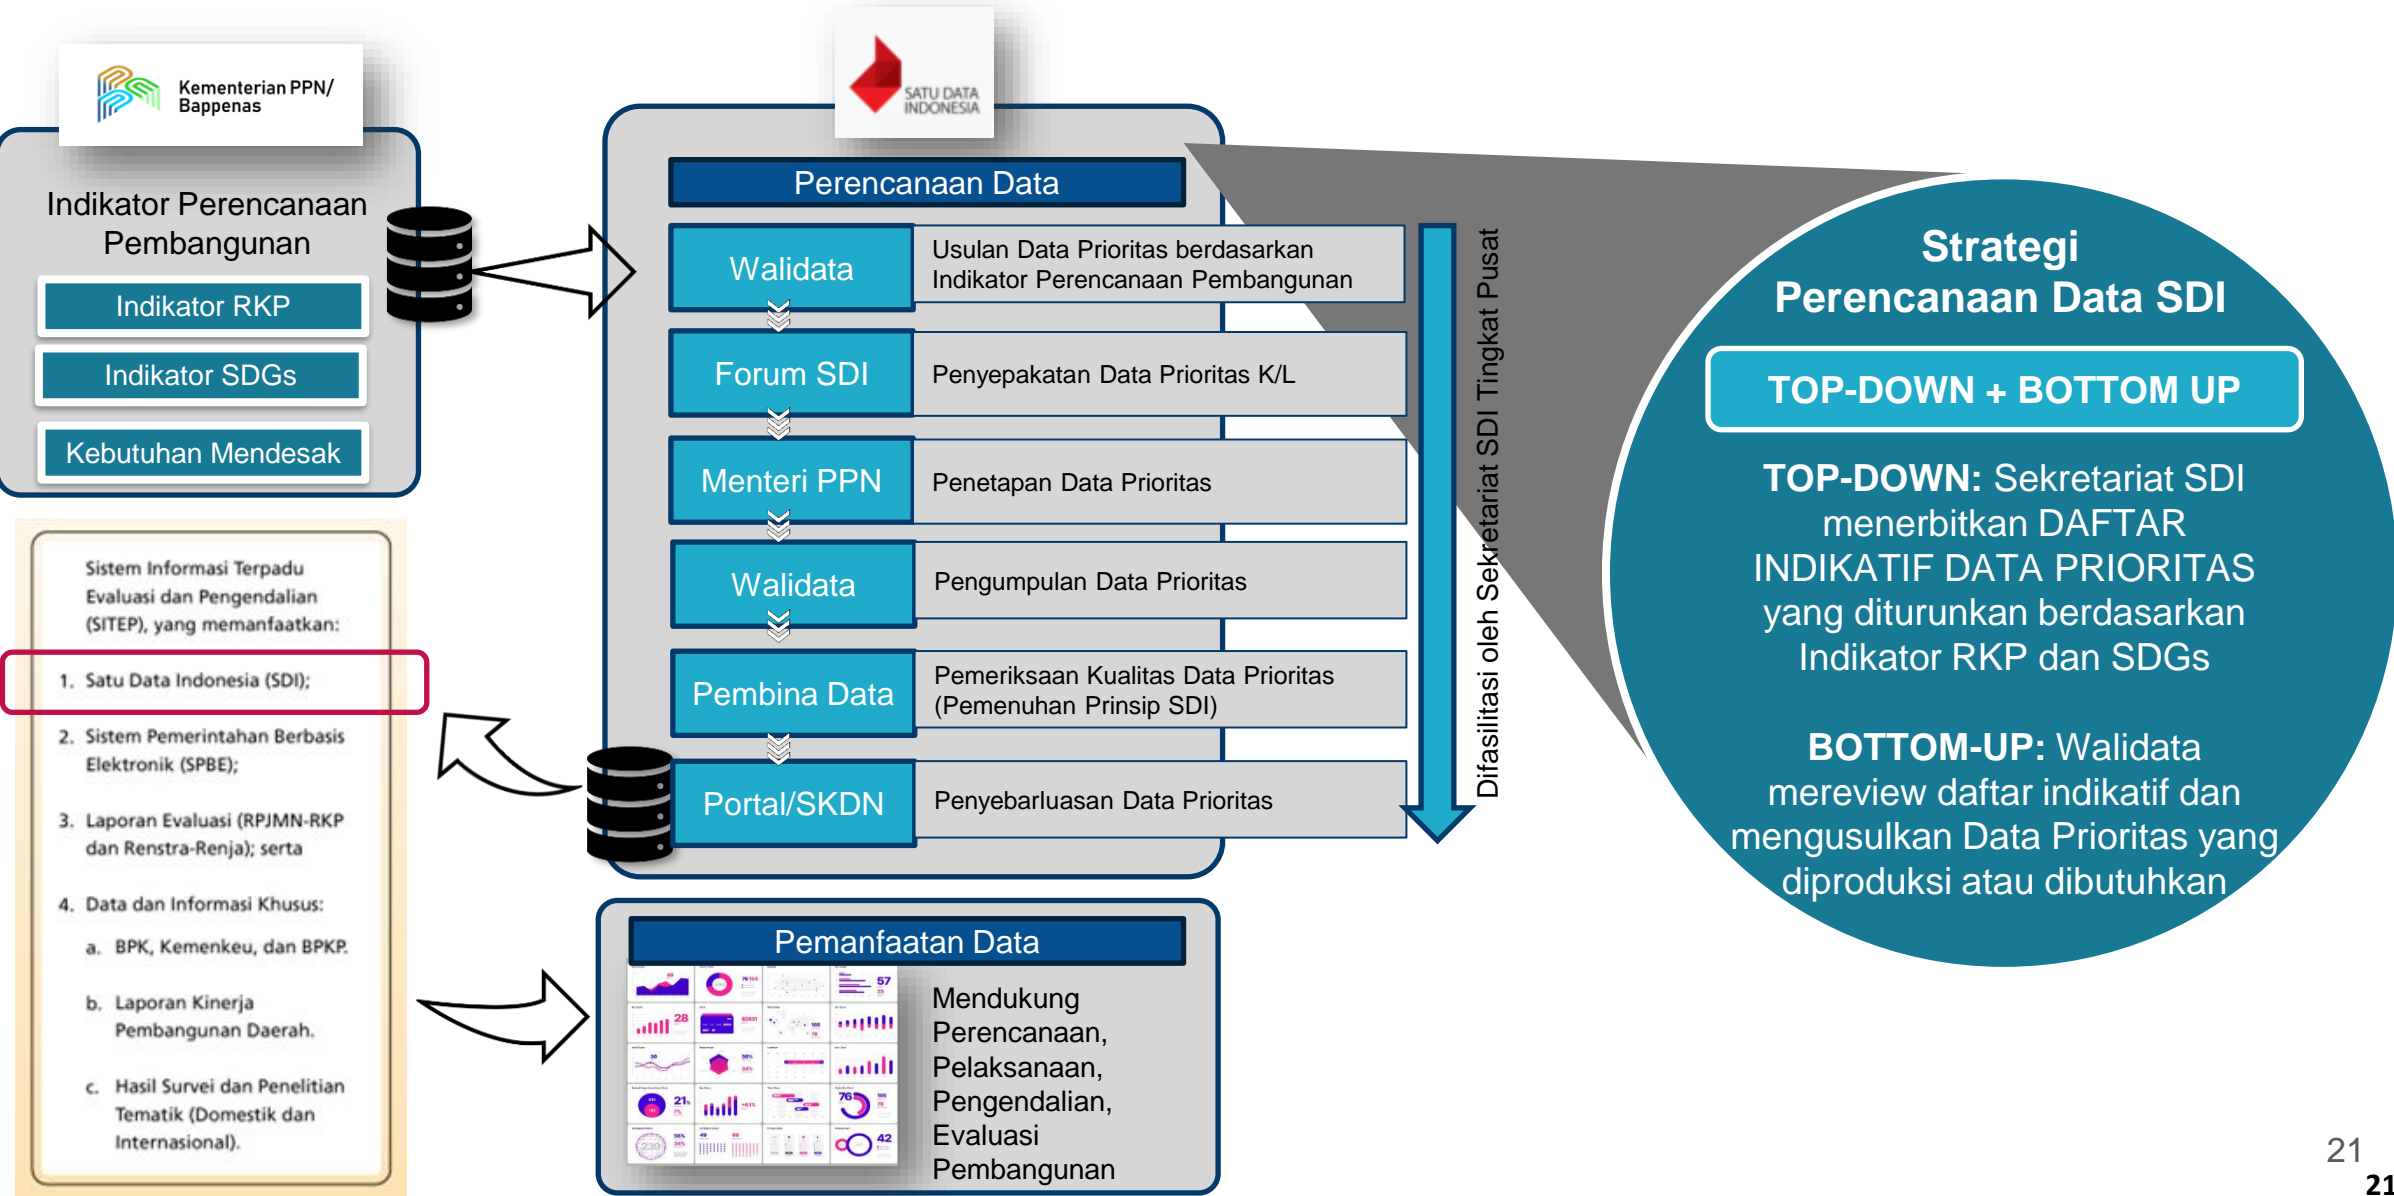 Kementerian PPN/
Bappenas
Indikator Perencanaan
Pembangunan
Indikator RKP
Indikator SDGs
Kebutuhan Mendesak
Sistem Informasi Terpadu
Evaluasi dan Pengendalian
(SITEP), yang memanfaatkan:
1. Satu Data Indonesia (SDI);
2. Sistem Pemerintahan Berbasis
Elektronik (SPBE);
3. Laporan Evaluasi (RPJMN-RKP
dan Renstra-Renja); serta
4. Data dan Informasi Khusus:
a. BPK, Kemenkeu, dan BPKP.
b. Laporan Kinerja
Pembangunan Daerah.
c. Hasil Survei dan Penelitian
Tematik (Domestik dan
Internasional).
SATU DATA
INDONESIA
Perencanaan Data
Walidata
Usulan Data Prioritas berdasarkan
Indikator Perencanaan Pembangunan
Forum SDI
Penyepakatan Data Prioritas K/L
Menteri PPN
Penetapan Data Prioritas
Walidata
Pengumpulan Data Prioritas
Pembina Data
Pemeriksaan Kualitas Data Prioritas
(Pemenuhan Prinsip SDI)
Portal/SKDN
Penyebarluasan Data Prioritas
Difasilitasi oleh Sekretariat SDI Tingkat Pusat
Pemanfaatan Data
57
28
36
21
76
42
Mendukung
Perencanaan,
Pelaksanaan,
Pengendalian,
Evaluasi
Pembangunan
Strategi
Perencanaan Data SDI
TOP-DOWN + BOTTOM UP
TOP-DOWN: Sekretariat SDI
menerbitkan DAFTAR
INDIKATIF DATA PRIORITAS
yang diturunkan berdasarkan
Indikator RKP dan SDGs
BOTTOM-UP: Walidata
mereview daftar indikatif dan
mengusulkan Data Prioritas yang
diproduksi atau dibutuhkan
21
21